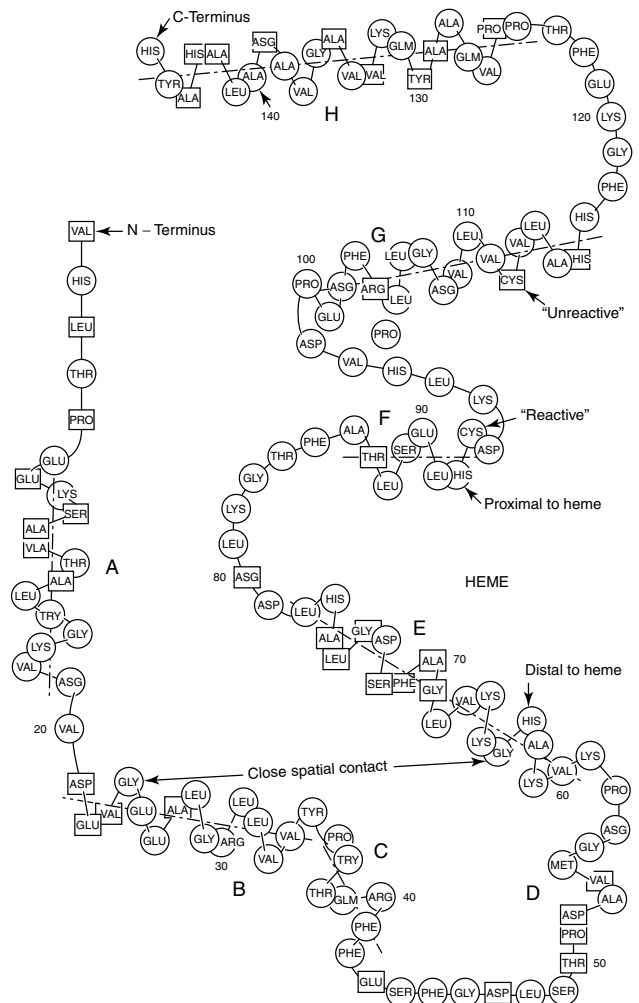 C-Terminus
HIS
TYR
ALA
HIS
ALA
LEU
ALA
ASG
ALA
VAL
GLY
ALA
VAL
VAL
LYS
GLM
TYR
ALA
ALA
GLM
VAL
PRO
PRO
THR
PHE
GLU
LYS
GLY
PHE
HIS
140
H
130
120
G
110
100
PRO
GLU
ASG
PHE
ARG
LEU
LEU
GLY
ASG
VAL
LEU
VAL
CYS
VAL
LEU
ALA
HIS
"Unreactive"
PRO
ASP
VAL
HIS
LEU
LYS
ASP
CYS
"Reactive"
HIS
LEU
Proximal to heme
F
90
GLU
SER
LEU
THR
ALA
PHE
THR
GLY
LYS
LEU
80
ASG
ASP
LEU
HIS
ALA
LEU
GLY
ASP
E
SER
PHE
ALA
70
GLY
LEU
VAL
LYS
LYS
GLY
HIS
ALA
LYS
VAL
60
LYS
PRO
ASG
GLY
MET
VAL
ALA
D
ASP
PRO
THR
50
SER
HEME
Distal to heme
VAL
N – Terminus
HIS
LEU
THR
PRO
GLU
GLU
LYS
SER
ALA
VLA
THR
A
ALA
LEU
TRY
GLY
LYS
VAL
ASG
20
VAL
ASP
GLU
VAL
GLY
Close spatial contact
GLU
GLU
ALA
LEU
GLY
30
ARG
LEU
LEU
VAL
VAL
TYR
B
PRO
TRY
C
THR
GLM
ARG
40
PHE
PHE
GLU
SER
PHE
GLY
ASP
LEU